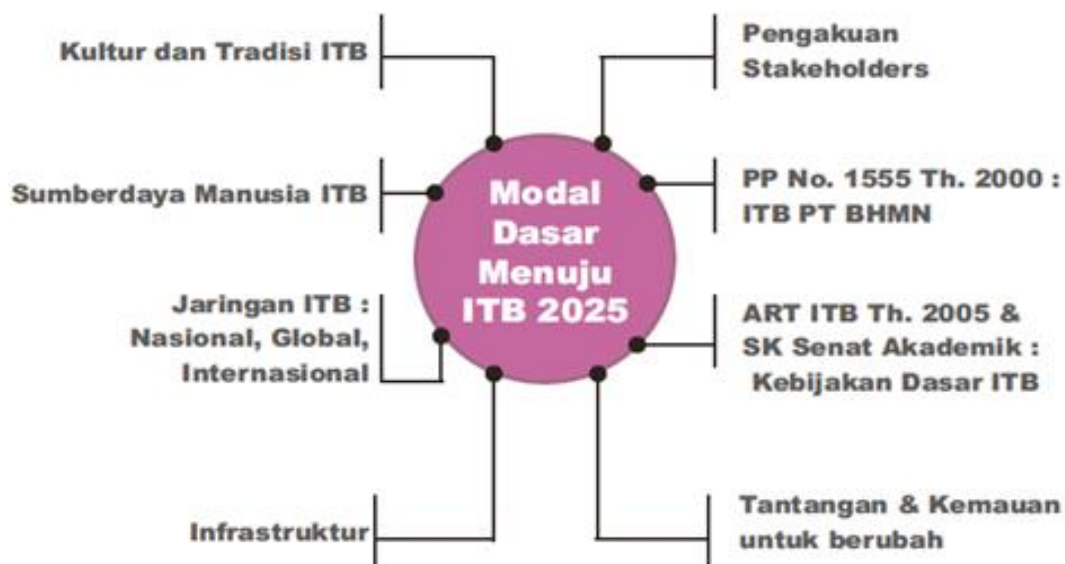 Kultur dan Tradisi ITB
Sumberdaya Manusia ITB
Jaringan ITB :
Nasional, Global,
Internasional
Infrastruktur
Modal
Dasar
Menuju
ITB 2025
Pengakuan
Stakeholders
PP No. 1555 Th. 2000 :
ITB PT BHMN
ART ITB Th. 2005 &
SK Senat Akademik :
Kebijakan Dasar ITB
Tantangan & Kemauan
untuk berubah